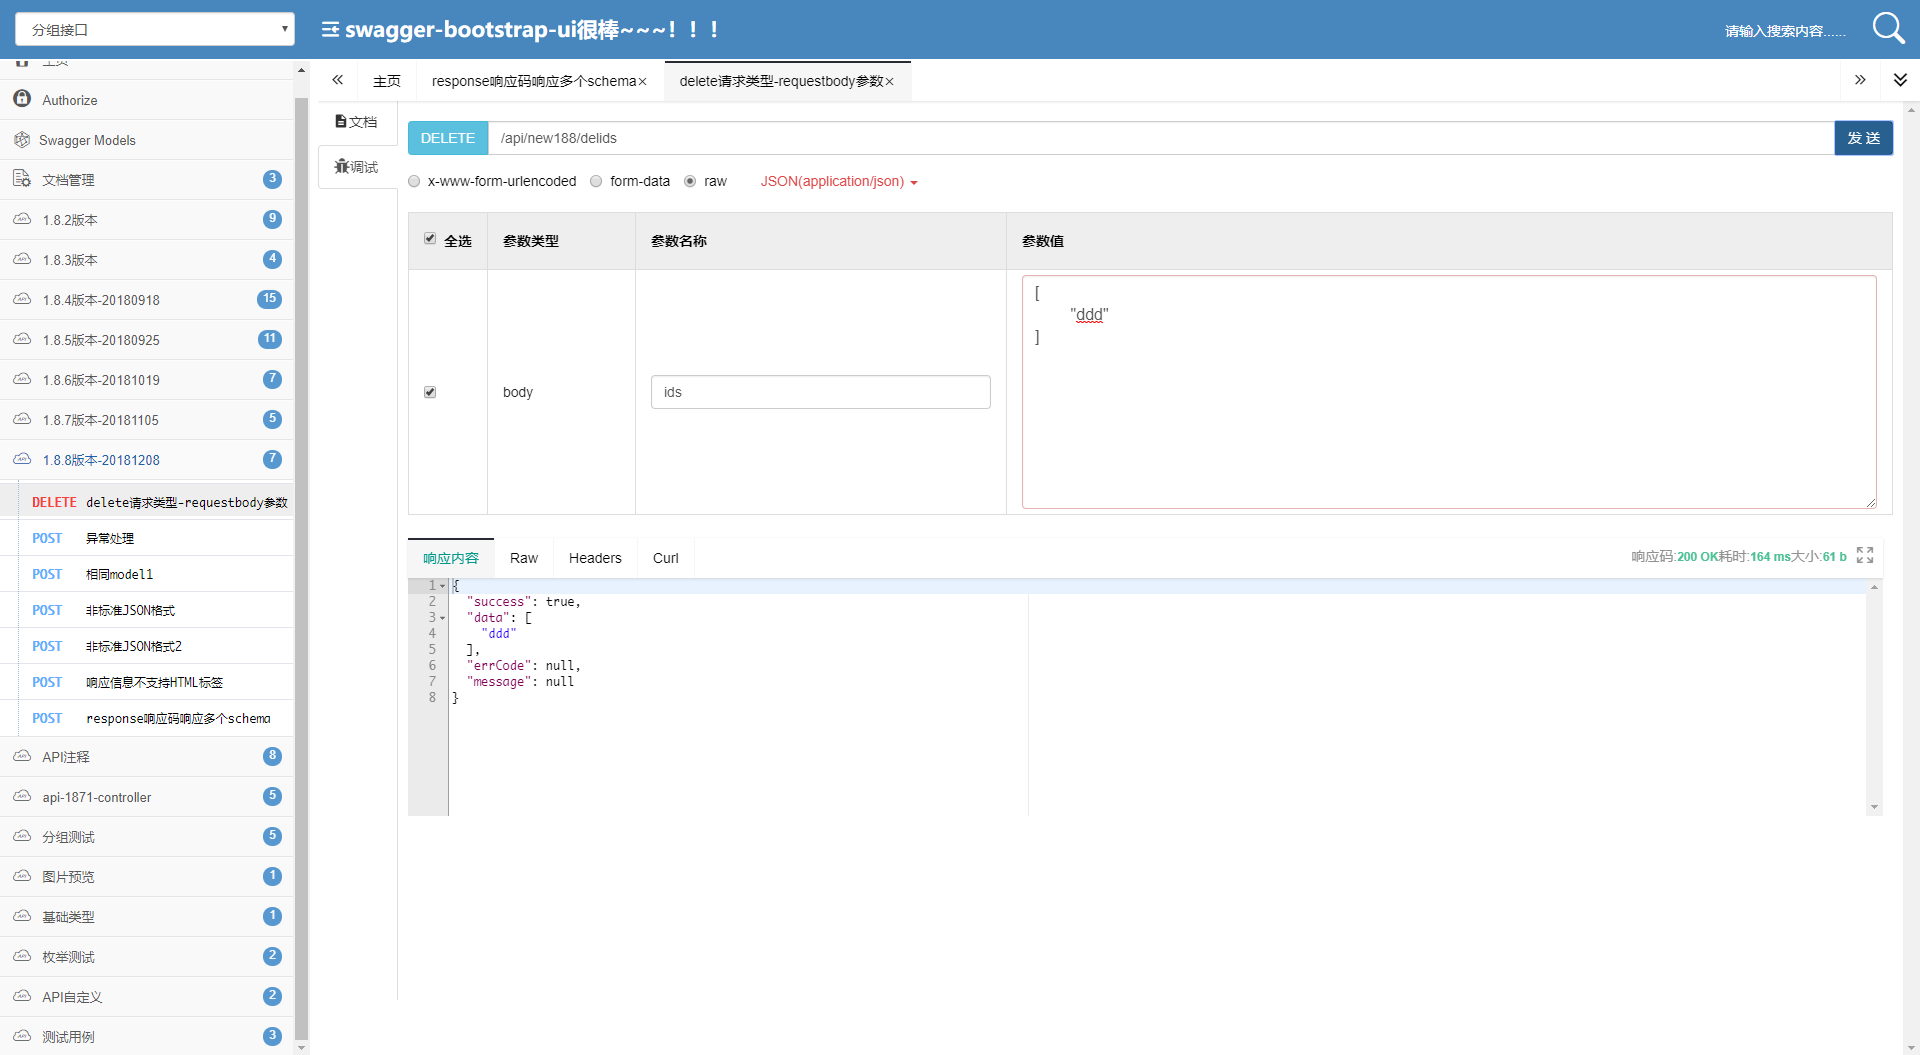 分组接口
swagger-bootstrap-ui很棒~~~！！！
请输入搜索内容......
主页
Authorize
Swagger Models
文档管理 3
1.8.2版本 9
1.8.3版本 4
1.8.4版本-20180918 15
1.8.5版本-20180925 11
1.8.6版本-20181019 7
1.8.7版本-20181105 5
1.8.8版本-20181208 7
DELETE delete请求类型-requestbody参数
POST 异常处理
POST 相同model1
POST 非标准JSON格式
POST 非标准JSON格式2
POST 响应信息不支持HTML标签
POST response响应码响应多个schema
API注释 8
api-1871-controller 5
分组测试 5
图片预览 1
基础类型 1
枚举测试 2
API自定义 2
测试用例 3
主页 response响应码响应多个schema× delete请求类型-requestbody参数×
文档
调试
DELETE /api/new188/delids 发 送
x-www-form-urlencoded form-data raw JSON(application/json)
全选 参数类型 参数名称 参数值
body ids
[
"ddd"
]
响应内容 Raw Headers Curl 响应码:200 OK耗时:164 ms大小:61 b
1 {
2 "success": true,
3 "data": [
4 "ddd"
5 ],
6 "errCode": null,
7 "message": null
8 }